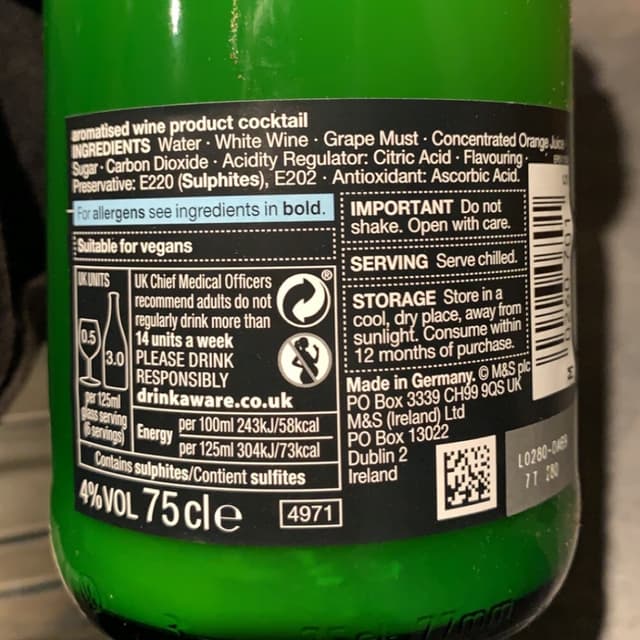 aromatised wine product cocktail
INGREDIENTS Water · White Wine · Grape Must · Concentrated Orange Juice
Sugar · Carbon Dioxide · Acidity Regulator: Citric Acid · Flavouring ·
Preservative: E220 (Sulphites), E202 · Antioxidant: Ascorbic Acid.
For allergens see ingredients in bold.
Suitable for vegans
UK UNITS
0.5
3.0
per 125ml
glass serving
(6 servings)
UK Chief Medical Officers
recommend adults do not
regularly drink more than
14 units a week
PLEASE DRINK
RESPONSIBLY
drinkaware.co.uk
®
Energy
per 100ml 243kJ/58kcal
per 125ml 304kJ/73kcal
Contains sulphites/Contient sulfites
4%VOL 75cl e
4971
IMPORTANT Do not
shake. Open with care.
SERVING Serve chilled.
STORAGE Store in a
cool, dry place, away from
sunlight. Consume within
12 months of purchase.
Made in Germany. © M&S plc
PO Box 3339 CH99 9QS UK
M&S (Ireland) Ltd
PO Box 13022
Dublin 2
Ireland
7T 280